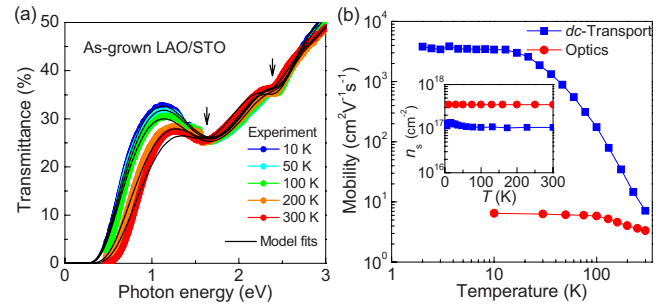 (a)
As-grown LAO/STO
Experiment
10 K
50 K
100 K
200 K
300 K
Model fits
Transmittance (%)
50
40
30
20
10
0
0 1 2 3
Photon energy (eV)
(b)
dc-Transport
Optics
Mobility (cm²V⁻¹s⁻¹)
10⁴
10³
10²
10¹
10⁰
1 10 100
Temperature (K)
nₛ (cm⁻²)
10¹⁸
10¹⁷
10¹⁶
0 100 200 300
T (K)